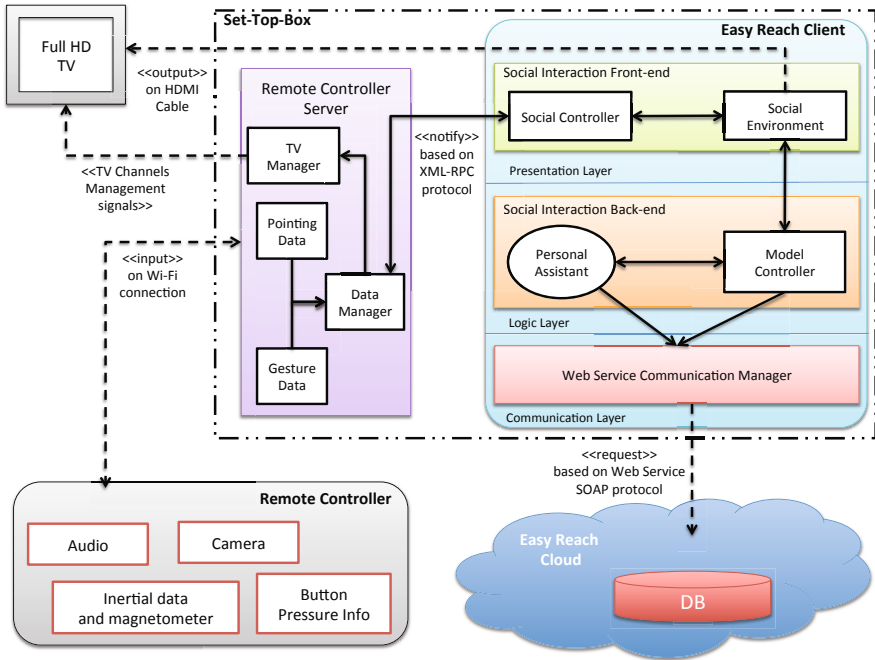 Set-Top-Box
Full HD
TV
<<output>>
on HDMI
Cable
<<TV Channels
Management
signals>>
<<input>>
on Wi-Fi
connection
Remote Controller
Server
TV
Manager
Pointing
Data
Data
Manager
Gesture
Data
<<notify>>
based on
XML-RPC
protocol
Easy Reach Client
Social Interaction Front-end
Social Controller
Social
Environment
Presentation Layer
Social Interaction Back-end
Personal
Assistant
Model
Controller
Logic Layer
Web Service Communication Manager
Communication Layer
<<request>>
based on Web Service
SOAP protocol
Remote Controller
Audio
Camera
Inertial data
and magnetometer
Button
Pressure Info
Easy Reach
Cloud
DB